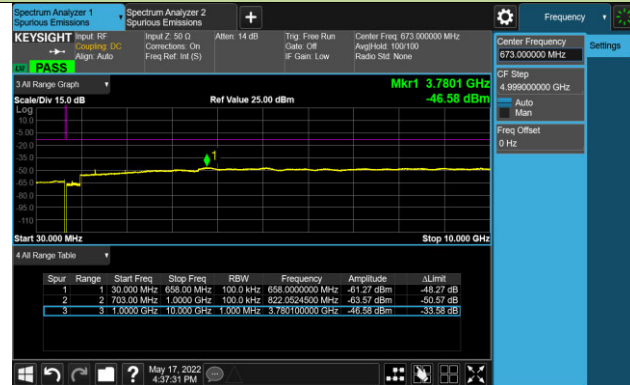 Spectrum Analyzer 1
Spurious Emissions
Spectrum Analyzer 2
Spurious Emissions
+
Frequency
KEYSIGHT
Input: RF
Coupling: DC
Align: Auto
Input Z: 50 Ω
Corrections: On
Freq Ref: Int (S)
Atten: 14 dB
Trig: Free Run
Gate: Off
IF Gain: Low
Center Freq: 673.000000 MHz
Avg|Hold: 100/100
Radio Std: None
PASS
Center Frequency
673.000000 MHz
Settings
CF Step
4.999000000 GHz
Auto
Man
Freq Offset
0 Hz
3 All Range Graph
Mkr1 3.7801 GHz
Scale/Div 15.0 dB
Ref Value 25.00 dBm
-46.58 dBm
Log
10.0
-5.00
-20.0
-35.0
-50.0
-65.0
-80.0
-95.0
-110
1
Start 30.000 MHz
Stop 10.000 GHz
4 All Range Table
Spur Range Start Freq Stop Freq RBW Frequency Amplitude ΔLimit
1 1 30.000 MHz 658.00 MHz 100.0 kHz 658.0000000 MHz -61.27 dBm -48.27 dB
2 2 703.00 MHz 1.0000 GHz 100.0 kHz 822.0524500 MHz -63.57 dBm -50.57 dB
3 3 1.0000 GHz 10.000 GHz 1.000 MHz 3.780100000 GHz -46.58 dBm -33.58 dB
?
May 17, 2022
4:37:31 PM